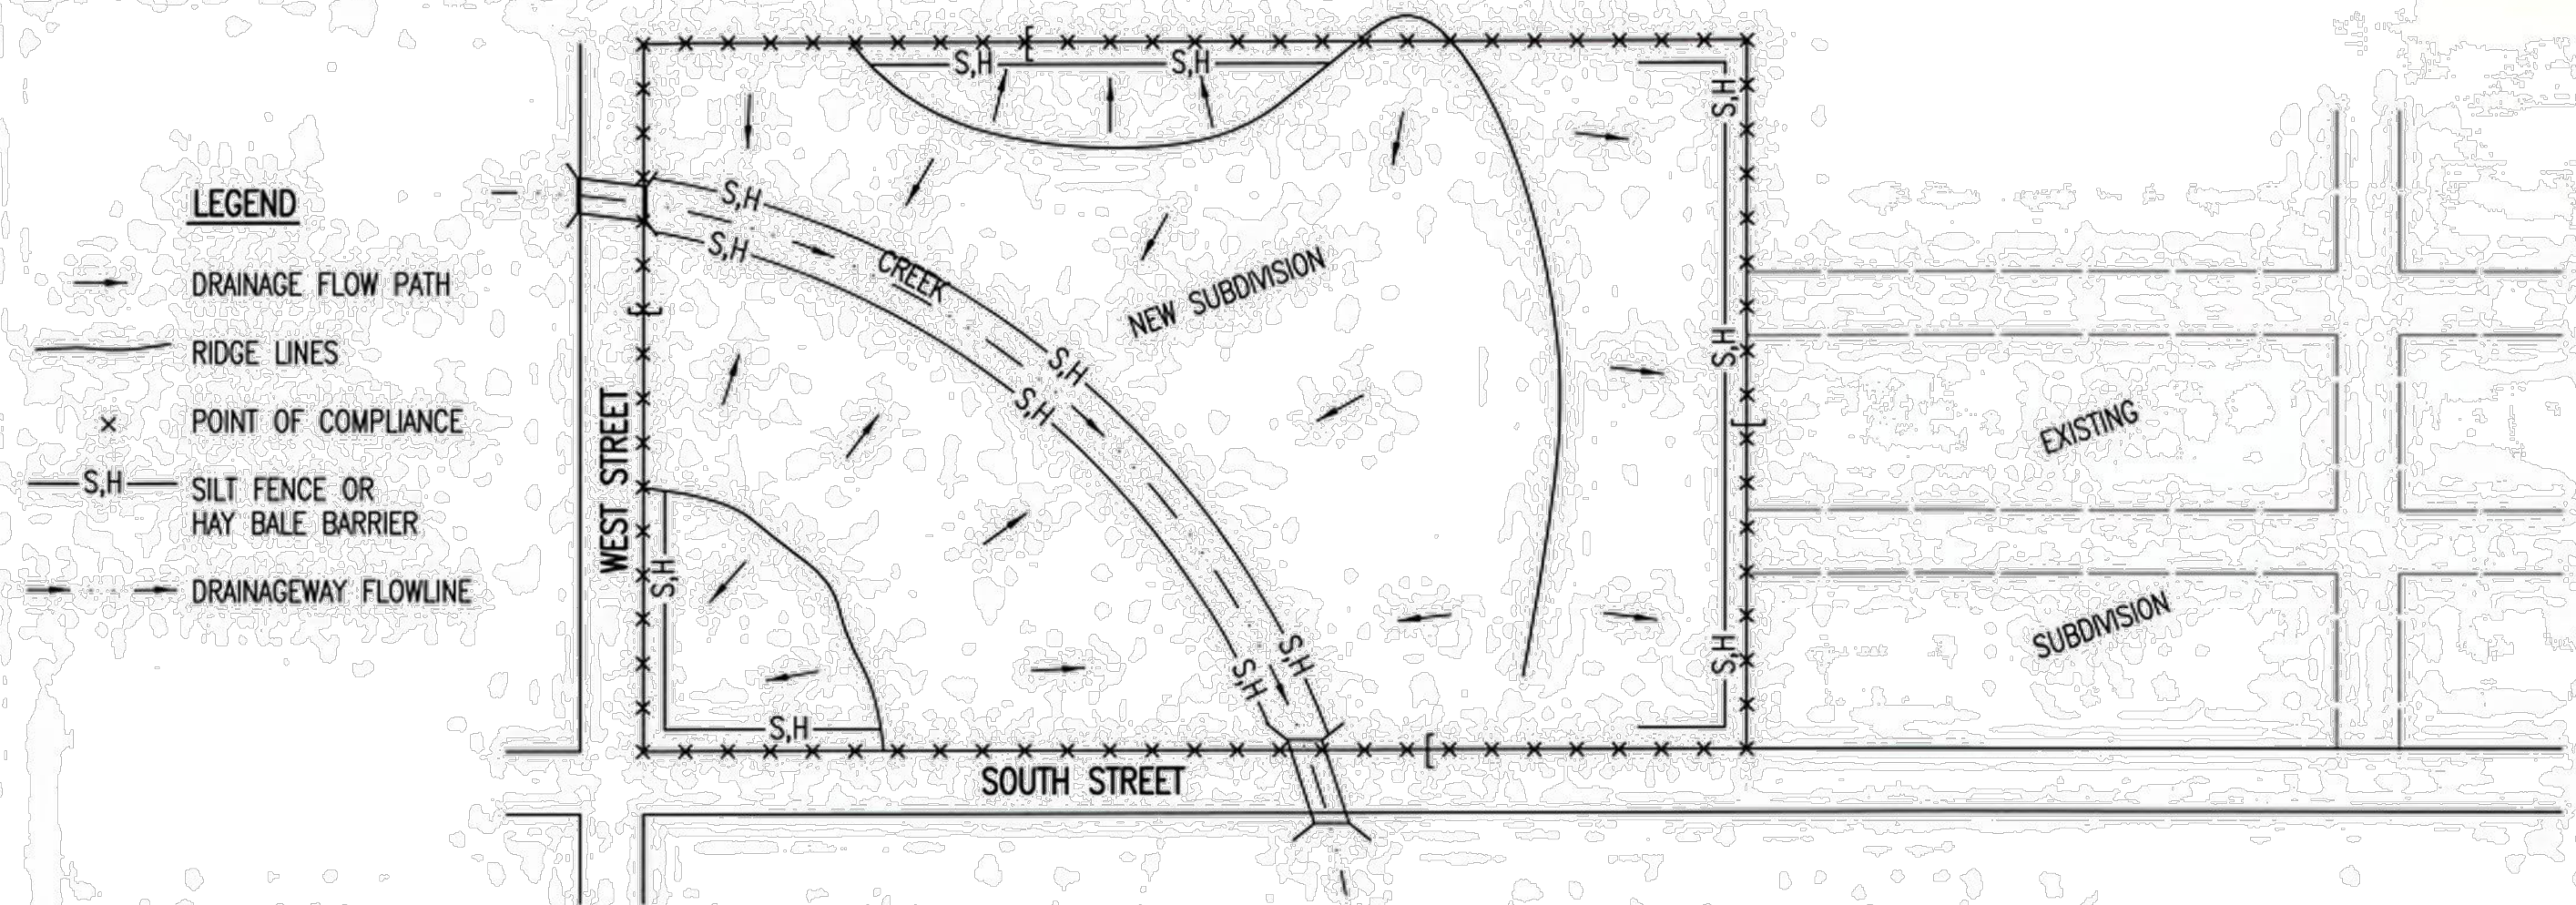 LEGEND
DRAINAGE FLOW PATH
RIDGE LINES
× POINT OF COMPLIANCE
S,H SILT FENCE OR
HAY BALE BARRIER
DRAINAGEWAY FLOWLINE
S,H
S,H
S,H
S,H
S,H
CREEK
NEW SUBDIVISION
S,H
S,H
S,H
WEST STREET
S,H
S,H
S,H
S,H
S,H
SOUTH STREET
EXISTING
SUBDIVISION